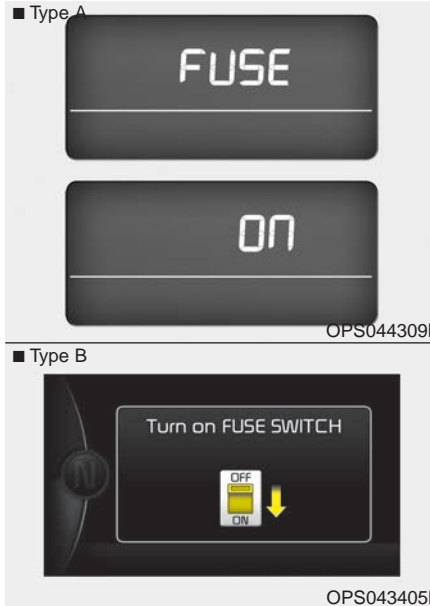 ■ Type A
FUSE
on
OPS044309
■ Type B
Turn on FUSE SWITCH
OFF
ON
N
OPS043405